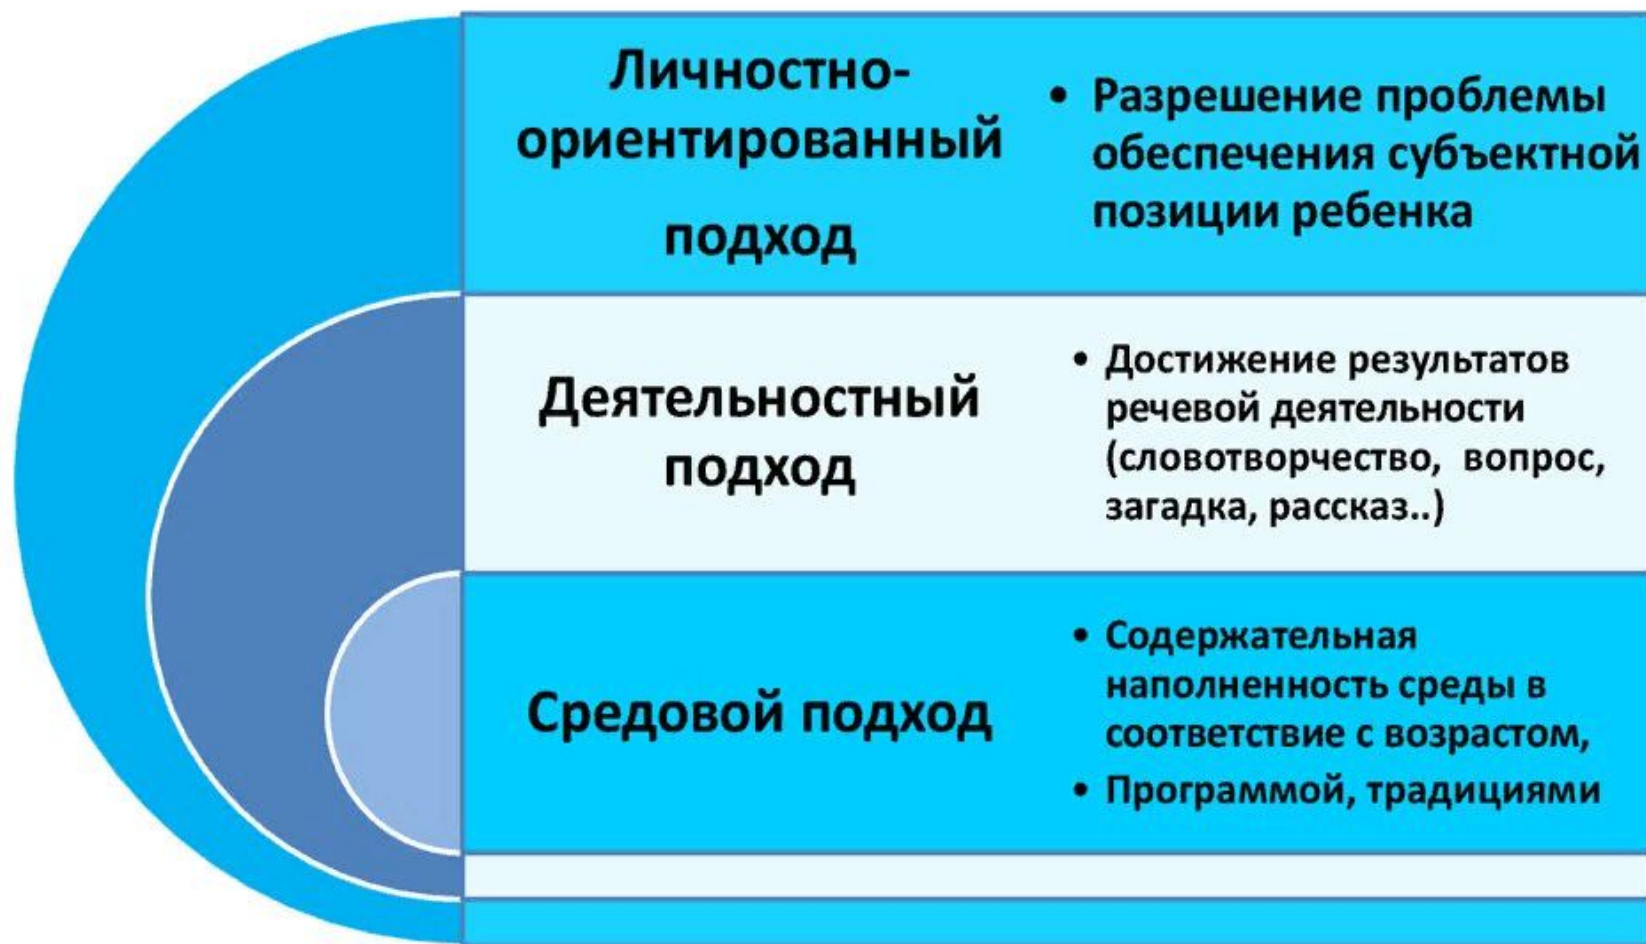 Личностно-
ориентированный
подход
• Разрешение проблемы
обеспечения субъектной
позиции ребенка
Деятельностный
подход
• Достижение результатов
речевой деятельности
(словотворчество, вопрос,
загадка, рассказ..)
Средовой подход
• Содержательная
наполненность среды в
соответствие с возрастом,
• Программой, традициями